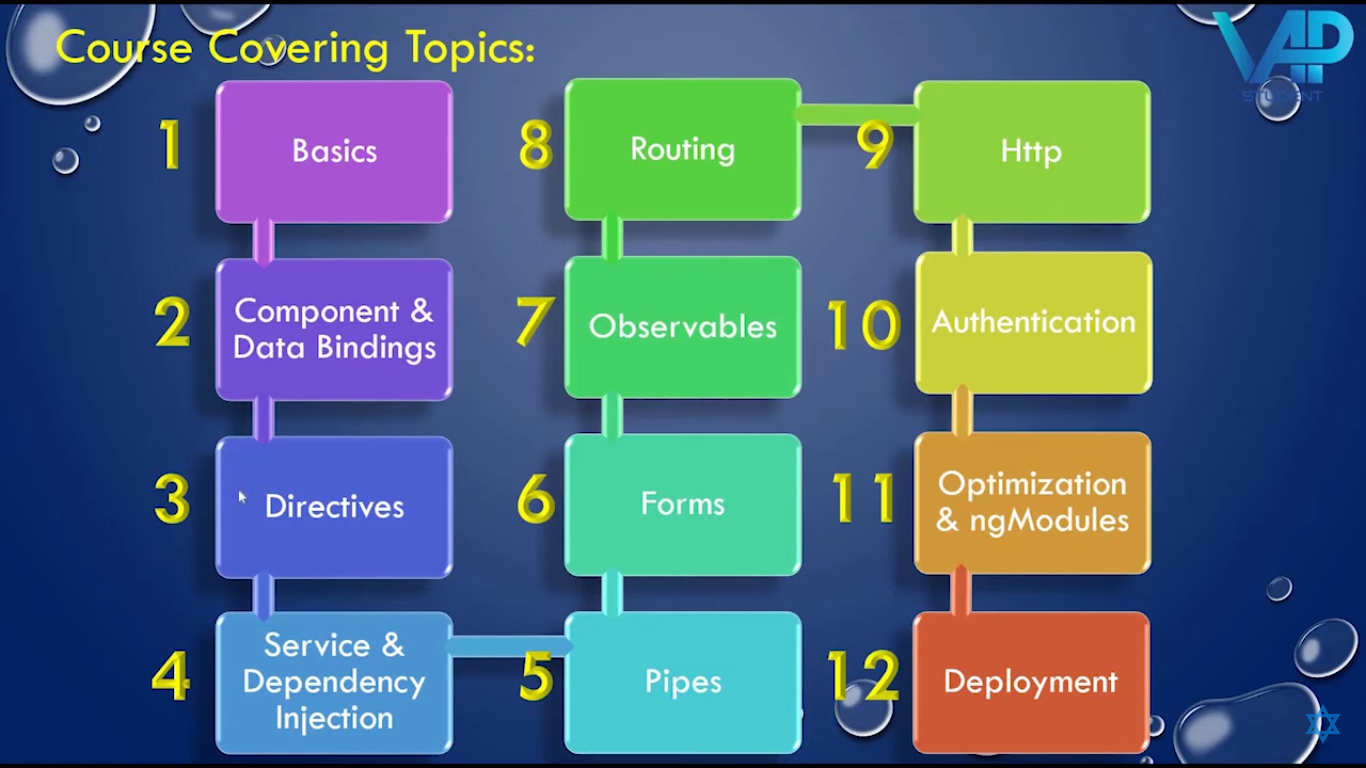 Course Covering Topics:
VAP
STUDENT
1
Basics
2
Component &
Data Bindings
3
Directives
4
Service &
Dependency
Injection
5
Pipes
6
Forms
7
Observables
8
Routing
9
Http
10
Authentication
11
Optimization
& ngModules
12
Deployment